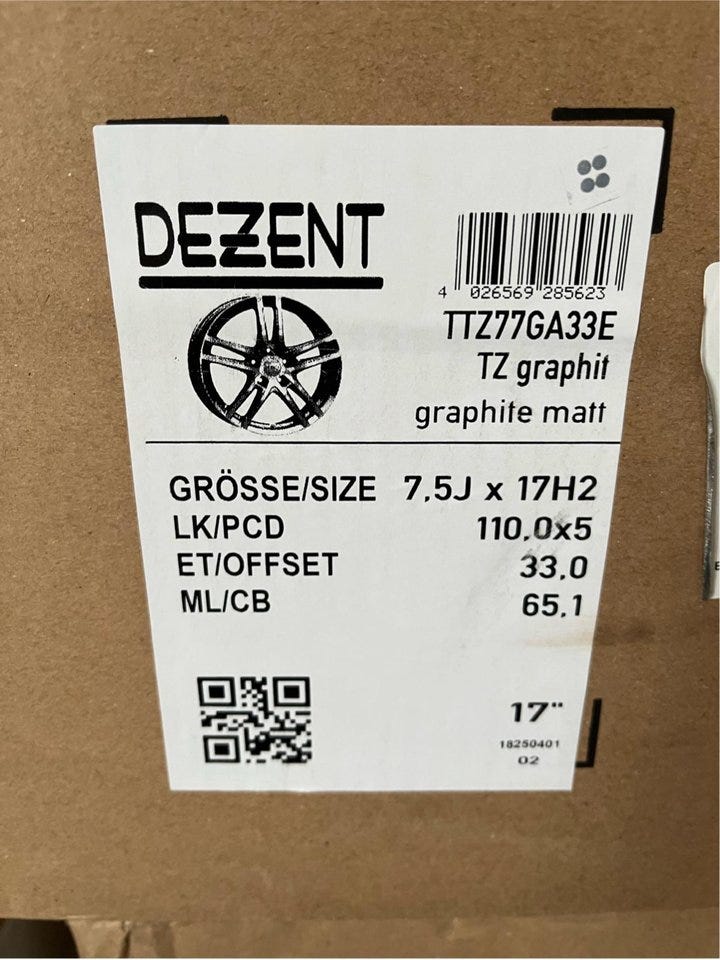 DEZENT
4 026569 285623
TTZ77GA33E
TZ graphit
graphite matt
GRÖSSE/SIZE 7,5J x 17H2
LK/PCD 110,0x5
ET/OFFSET 33,0
ML/CB 65,1
17"
18250401
02
E